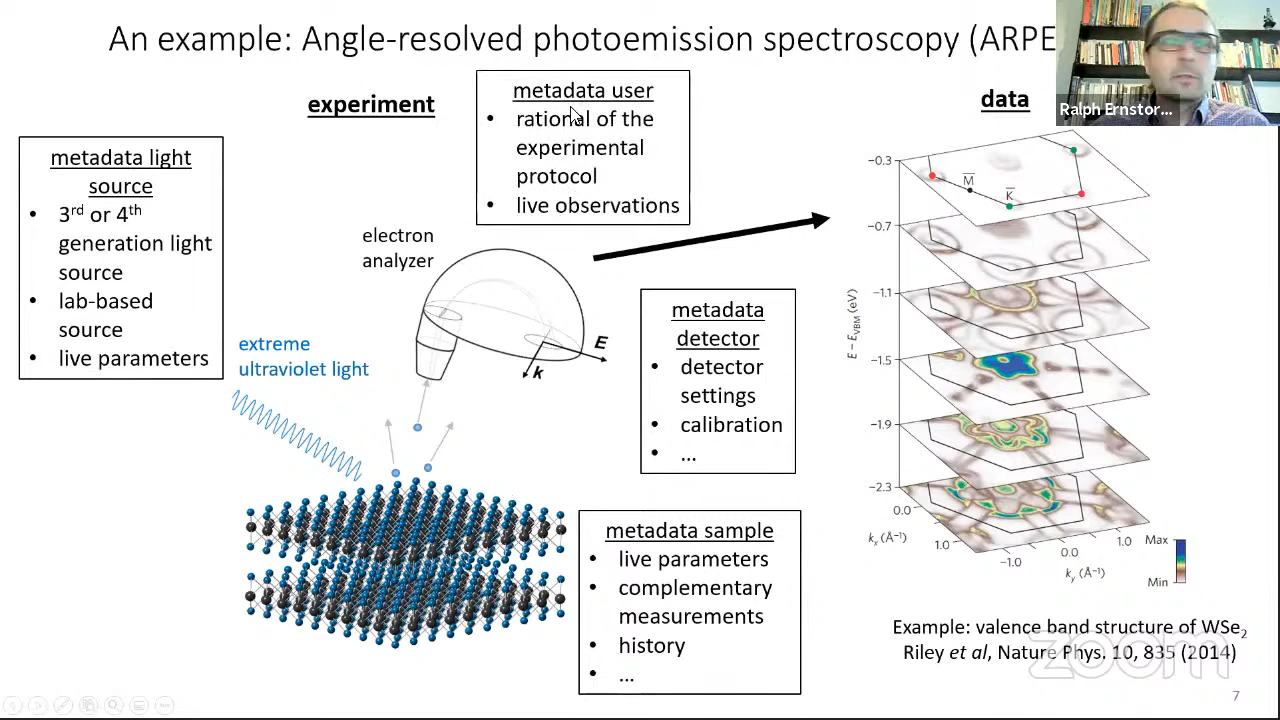 An example: Angle-resolved photoemission spectroscopy (ARPE
Ralph Ernstor...
experiment
data
metadata user
• rational of the
experimental
protocol
• live observations
metadata light
source
• 3rd or 4th
generation light
source
• lab-based
source
• live parameters
electron
analyzer
extreme
ultraviolet light
E
k
metadata
detector
• detector
settings
• calibration
• ...
metadata sample
• live parameters
• complementary
measurements
• history
• ...
−0.3
−0.7
−1.1
−1.5
−1.9
−2.3
E − EVBM (eV)
M̅
K̅
0.0
1.0
kx (Å−1)
−1.0
0.0
1.0
ky (Å−1)
Max
Min
Example: valence band structure of WSe2
Riley et al, Nature Phys. 10, 835 (2014)
zoom
7